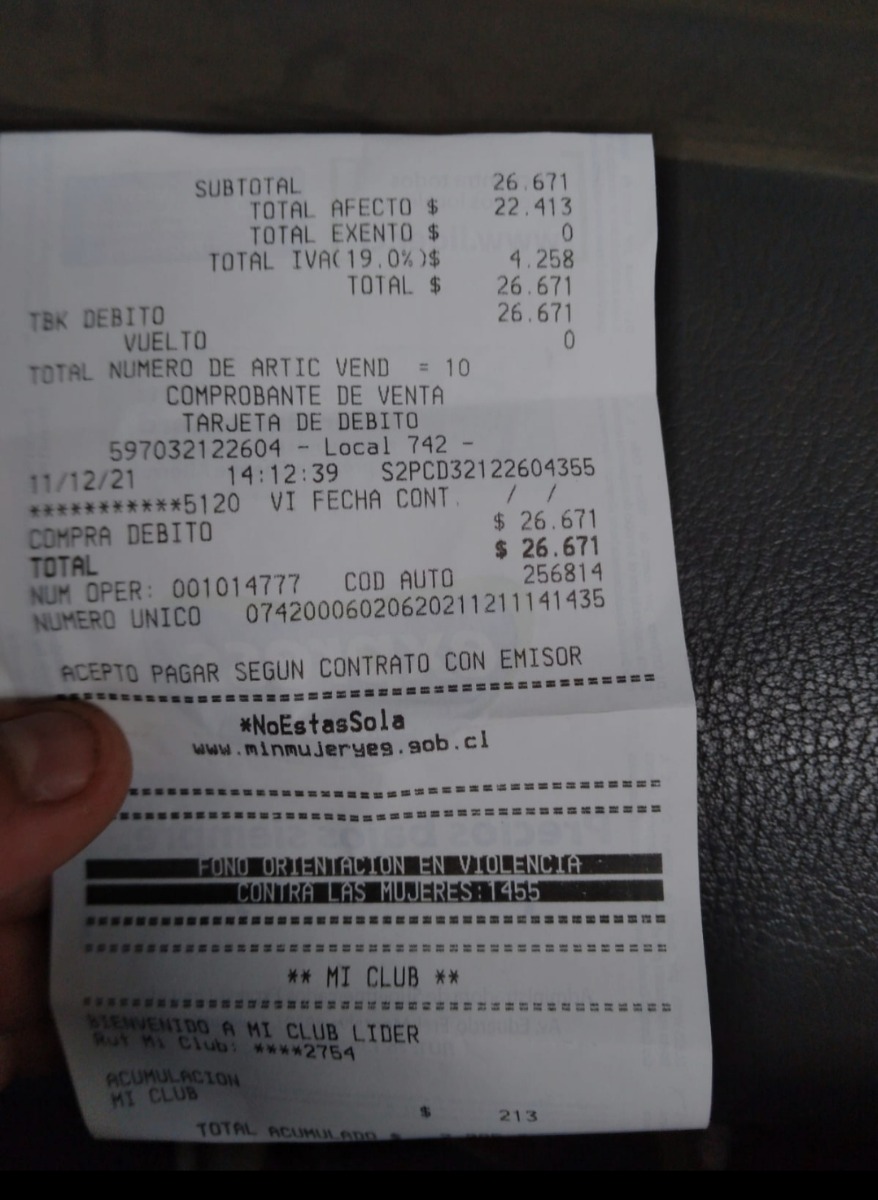 SUBTOTAL 26.671
TOTAL AFECTO $ 22.413
TOTAL EXENTO $ 0
TOTAL IVA(19.0%)$ 4.258
TOTAL $ 26.671
TBK DEBITO 26.671
VUELTO 0
TOTAL NUMERO DE ARTIC VEND = 10
COMPROBANTE DE VENTA
TARJETA DE DEBITO
597032122604 - Local 742 -
11/12/21 14:12:39 S2PCD32122604355
***********5120 VI FECHA CONT. / /
COMPRA DEBITO $ 26.671
TOTAL $ 26.671
NUM OPER: 001014777 COD AUTO 256814
NUMERO UNICO 07420006020620211211141435
ACEPTO PAGAR SEGUN CONTRATO CON EMISOR
*NoEstasSola
www.minmujeryeg.gob.cl
FONO ORIENTACION EN VIOLENCIA
CONTRA LAS MUJERES:1455
** MI CLUB **
BIENVENIDO A MI CLUB LIDER
Rut Mi Club: ****2754
ACUMULACION
MI CLUB
$ 213
TOTAL ACUMULADO $